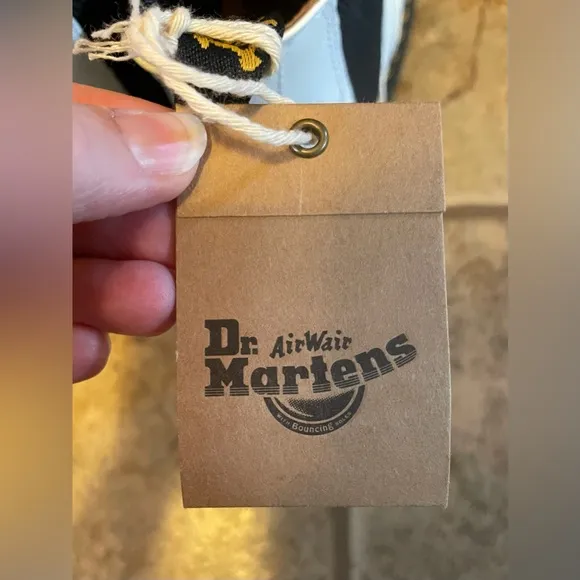 Dr. AirWair
Martens
WITH Bouncing SOLES